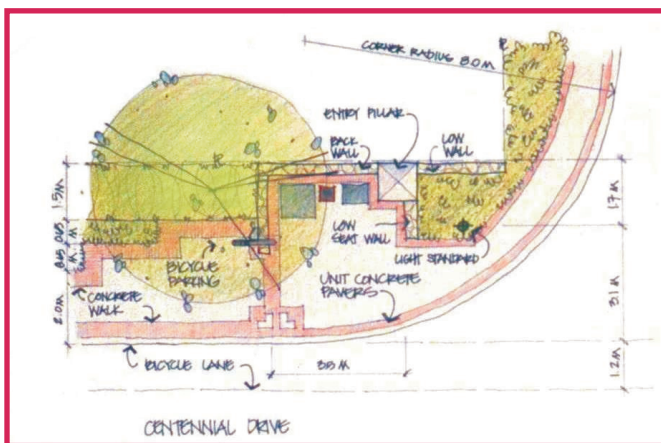 CORNER RADIUS 8.0 M
ENTRY PILLAR
BACK
WALL
LOW
WALL
1.5 M
1.7 M
LOW
SEAT WALL
LIGHT STANDARD
BICYCLE
PARKING
UNIT CONCRETE
PAVERS
CONCRETE
WALK
2.0 M
3.1 M
BICYCLE LANE
1.2 M
CENTENNIAL DRIVE